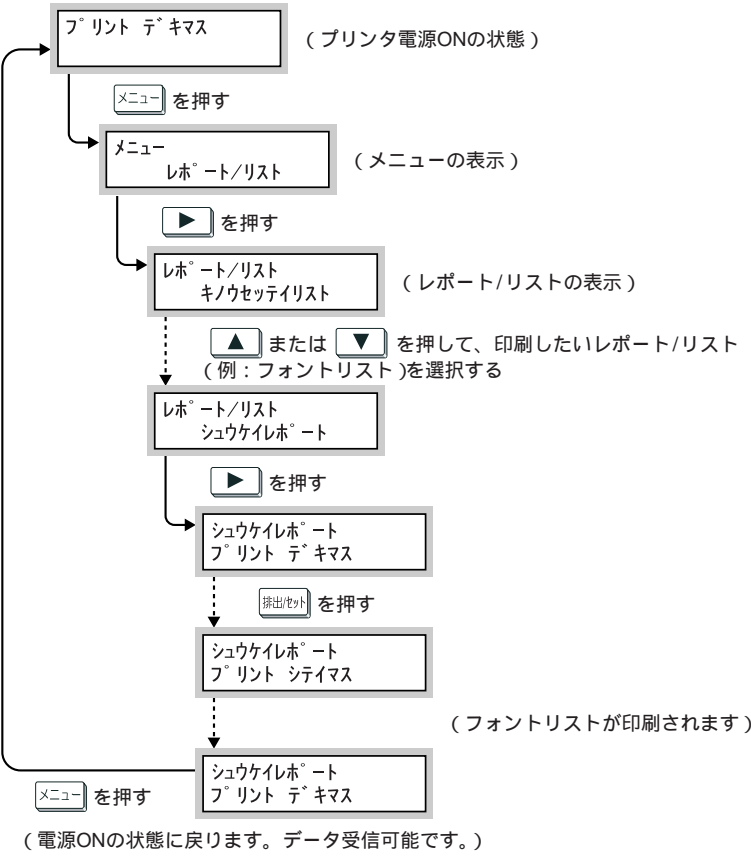 プリント デキマス
(プリンタ電源ONの状態)
メニュー を押す
メニュー
レポート/リスト
(メニューの表示)
▶ を押す
レポート/リスト
キノウセッテイリスト
(レポート/リストの表示)
▲ または ▼ を押して、印刷したいレポート/リスト
(例:フォントリスト)を選択する
レポート/リスト
シュウケイレポート
▶ を押す
シュウケイレポート
プリント デキマス
排出/セット を押す
シュウケイレポート
プリント シテイマス
(フォントリストが印刷されます)
シュウケイレポート
プリント デキマス
メニュー を押す
(電源ONの状態に戻ります。データ受信可能です。)